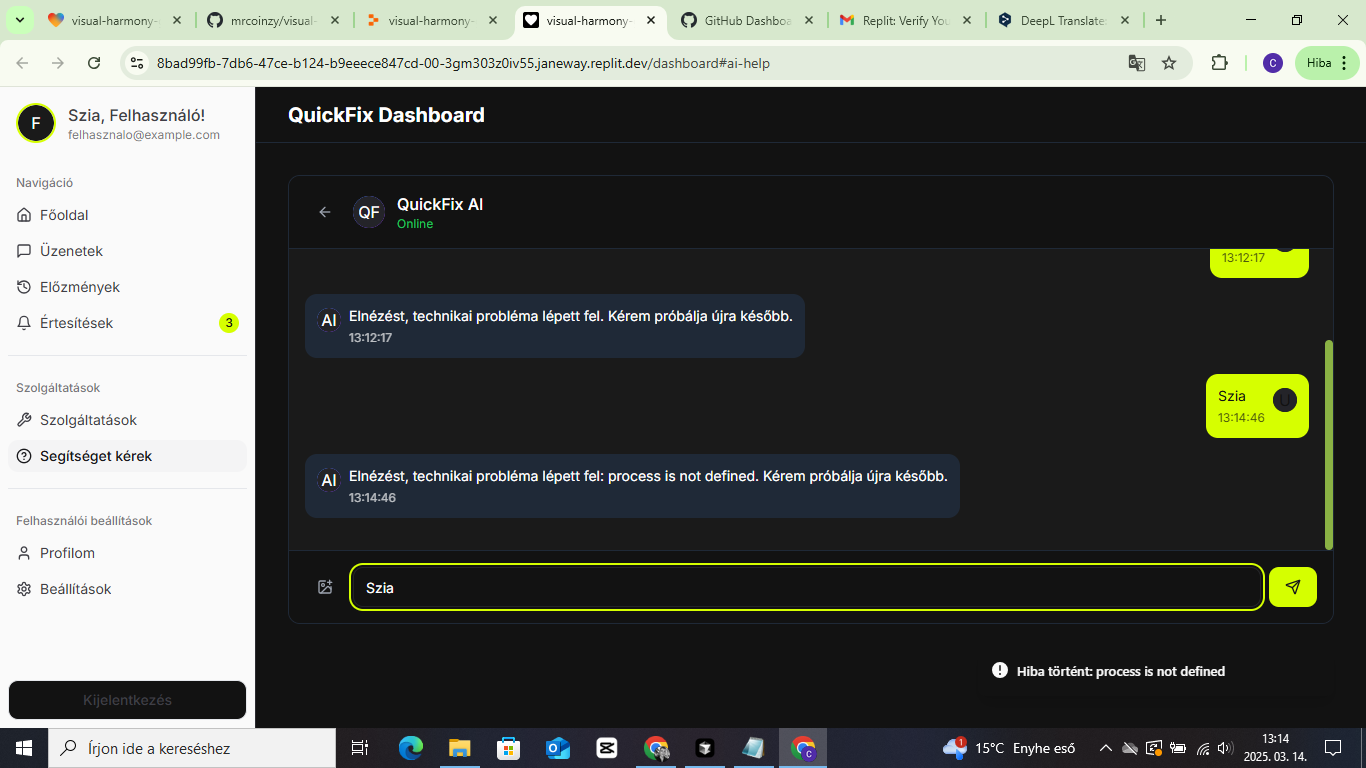 visual-harmony-
mrcoinzy/visual-
visual-harmony-
visual-harmony-
GitHub Dashboa
Replit: Verify You
DeepL Translate
8bad99fb-7db6-47ce-b124-b9eeece847cd-00-3gm303z0iv55.janeway.replit.dev/dashboard#ai-help
C
Hiba
F
Szia, Felhasználó!
felhasznalo@example.com
Navigáció
Főoldal
Üzenetek
Előzmények
Értesítések
3
Szolgáltatások
Szolgáltatások
Segítséget kérek
Felhasználói beállítások
Profilom
Beállítások
Kijelentkezés
QuickFix Dashboard
QF
QuickFix AI
Online
13:12:17
AI
Elnézést, technikai probléma lépett fel. Kérem próbálja újra később.
13:12:17
Szia
U
13:14:46
AI
Elnézést, technikai probléma lépett fel: process is not defined. Kérem próbálja újra később.
13:14:46
Szia
Hiba történt: process is not defined
Írjon ide a kereséshez
1
15°C Enyhe eső
13:14
2025. 03. 14.